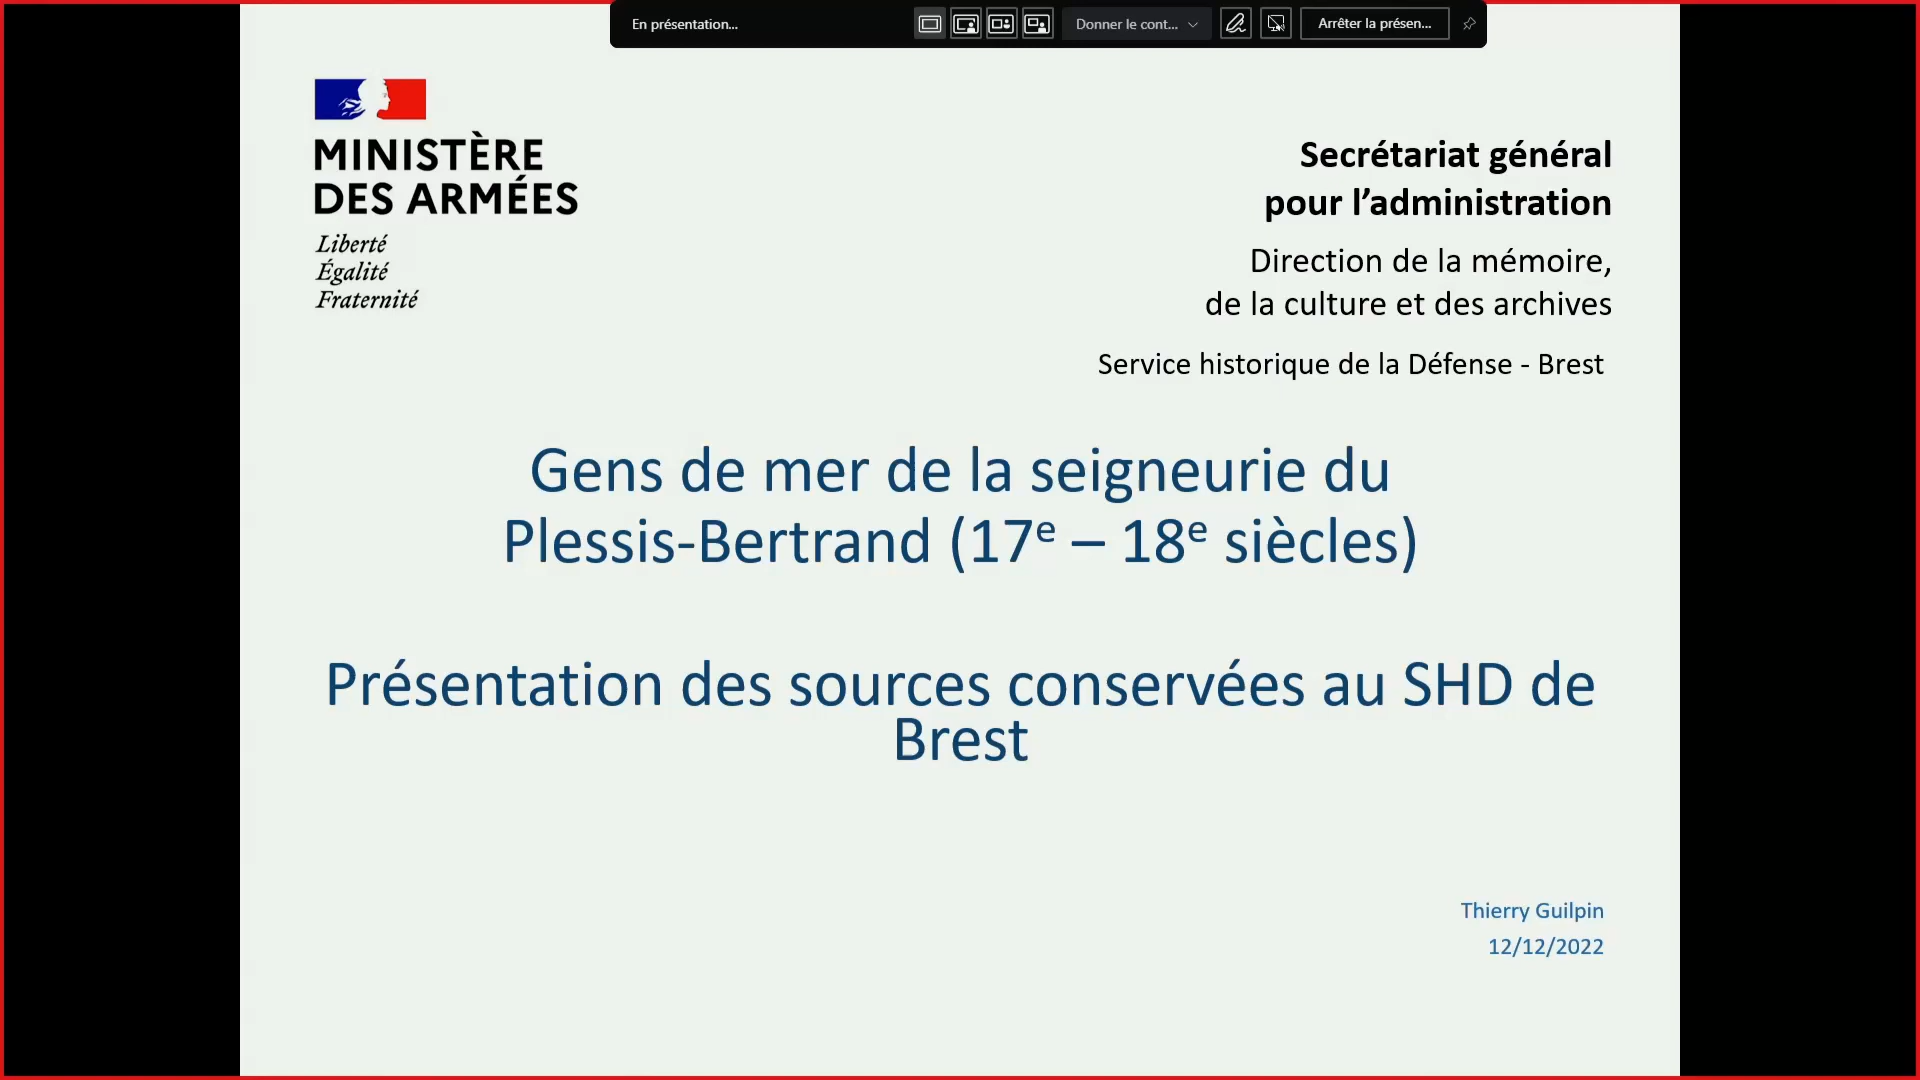 En présentation...
Donner le cont...
Arrêter la présen...
MINISTÈRE
DES ARMÉES
Liberté
Égalité
Fraternité
Secrétariat général
pour l’administration
Direction de la mémoire,
de la culture et des archives
Service historique de la Défense - Brest
Gens de mer de la seigneurie du
Plessis-Bertrand (17e – 18e siècles)
Présentation des sources conservées au SHD de
Brest
Thierry Guilpin
12/12/2022